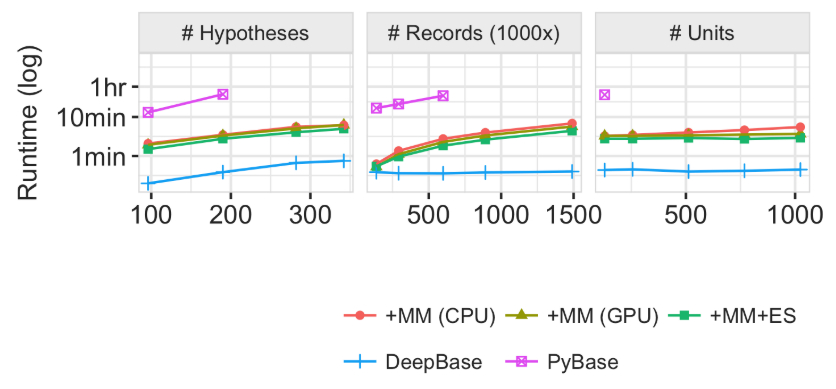 # Hypotheses # Records (1000x) # Units
Runtime (log)
1hr
10min
1min
100 200 300 500 1000 1500 500 1000
+MM (CPU) +MM (GPU) +MM+ES
DeepBase PyBase